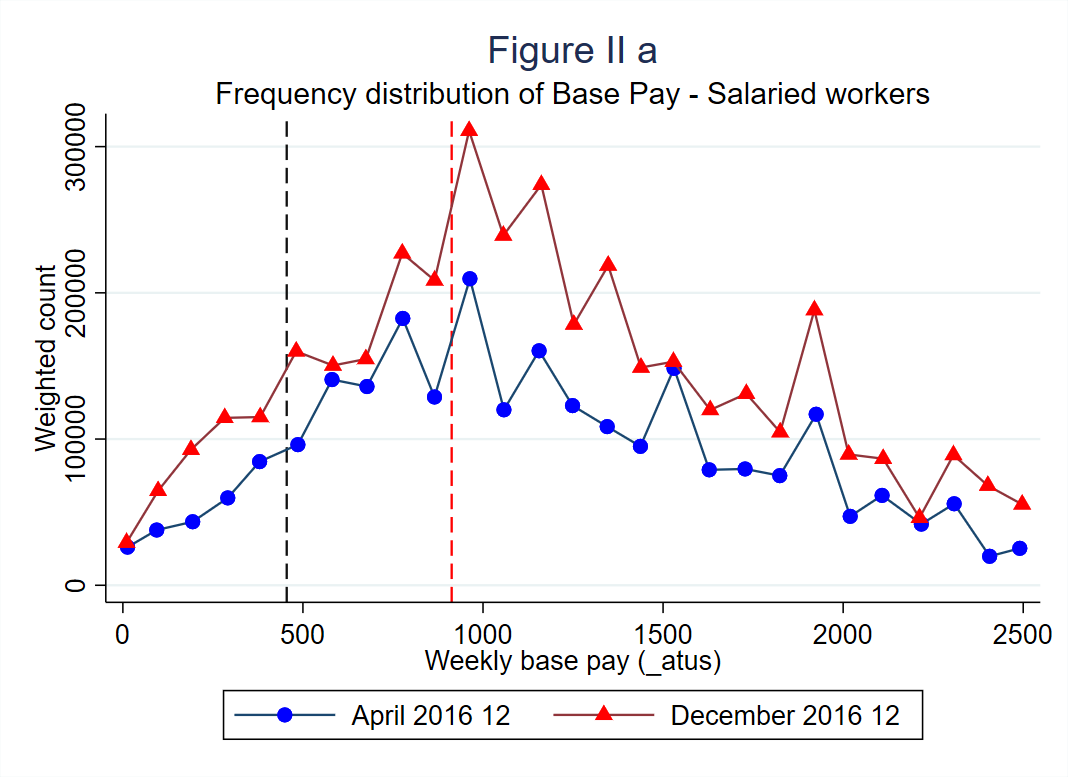 Figure II a
Frequency distribution of Base Pay - Salaried workers
Weighted count
300000
200000
100000
0
0 500 1000 1500 2000 2500
Weekly base pay (_atus)
April 2016 12 December 2016 12